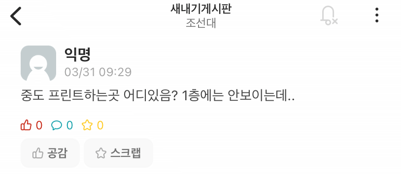 새내기게시판
조선대
익명
03/31 09:29
중도 프린트하는곳 어디있음? 1층에는 안보이는데..
0 0 0
공감 스크랩